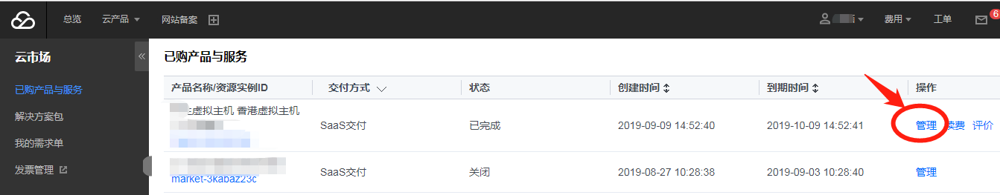 总览 云产品 网站备案 费用 工单 6
云市场
已购产品与服务
解决方案包
我的需求单
发票管理
已购产品与服务
产品名称/资源实例ID 交付方式 状态 创建时间 到期时间 操作
虚拟主机 香港虚拟主机
SaaS交付 已完成 2019-09-09 14:52:40 2019-10-09 14:52:41 管理 续费 评价
SaaS交付 关闭 2019-08-27 10:28:38 2019-09-03 10:28:40 管理
market-3kabaz23c